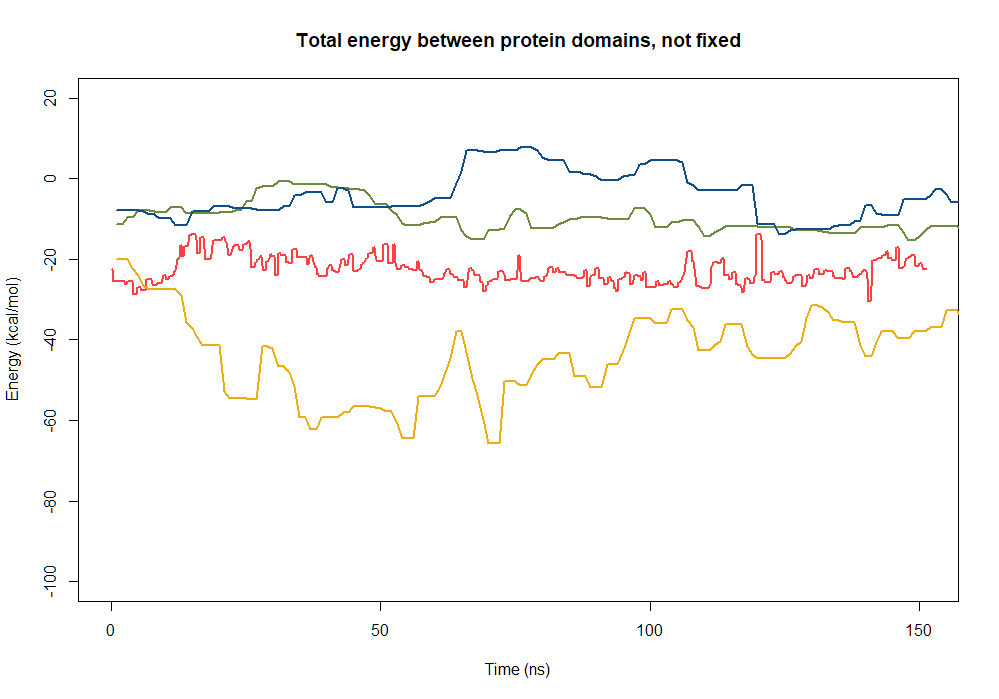 Total energy between protein domains, not fixed
Energy (kcal/mol)
20
0
-20
-40
-60
-80
-100
0 50 100 150
Time (ns)